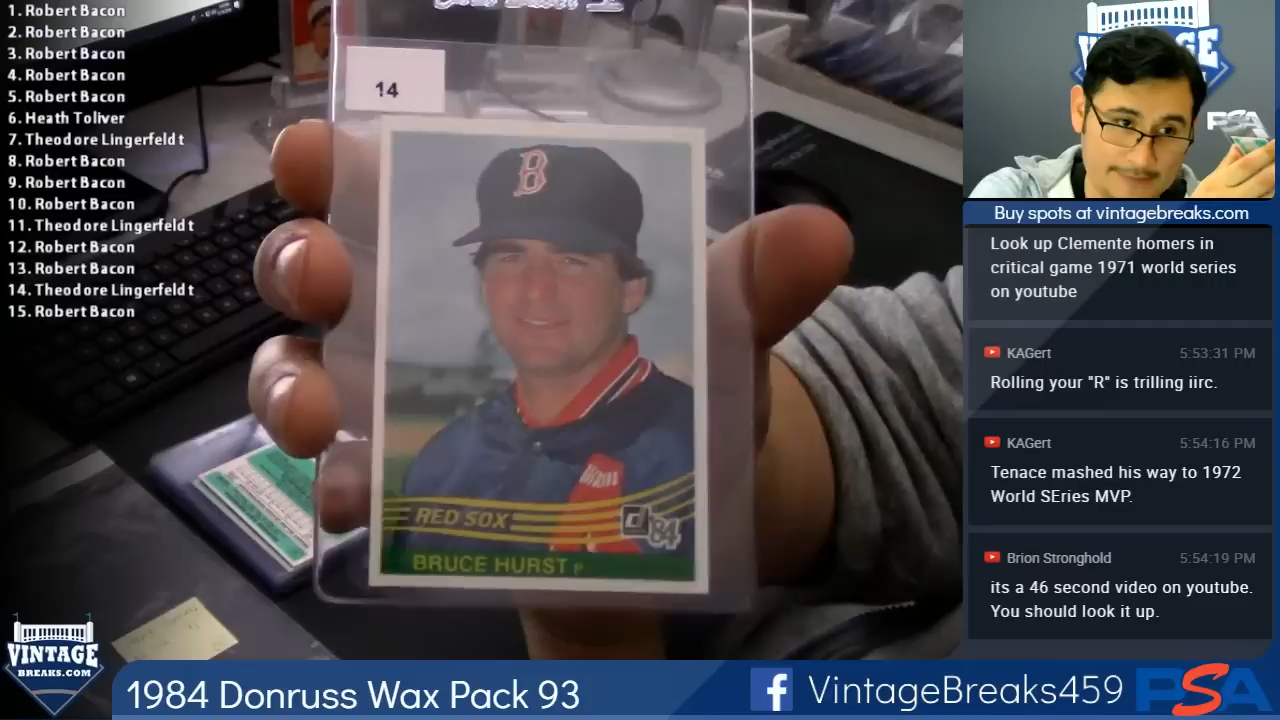 1. Robert Bacon
2. Robert Bacon
3. Robert Bacon
4. Robert Bacon
5. Robert Bacon
6. Heath Toliver
7. Theodore Lingerfeldt
8. Robert Bacon
9. Robert Bacon
10. Robert Bacon
11. Theodore Lingerfeldt
12. Robert Bacon
13. Robert Bacon
14. Theodore Lingerfeldt
15. Robert Bacon
14
B
RED SOX
D '84
BRUCE HURST P
VINTAGE
PSA
Buy spots at vintagebreaks.com
Look up Clemente homers in
critical game 1971 world series
on youtube
KAGert 5:53:31 PM
Rolling your "R" is trilling iirc.
KAGert 5:54:16 PM
Tenace mashed his way to 1972
World SEries MVP.
Brion Stronghold 5:54:19 PM
its a 46 second video on youtube.
You should look it up.
VINTAGE
BREAKS.COM
1984 Donruss Wax Pack 93
f VintageBreaks459
PSA